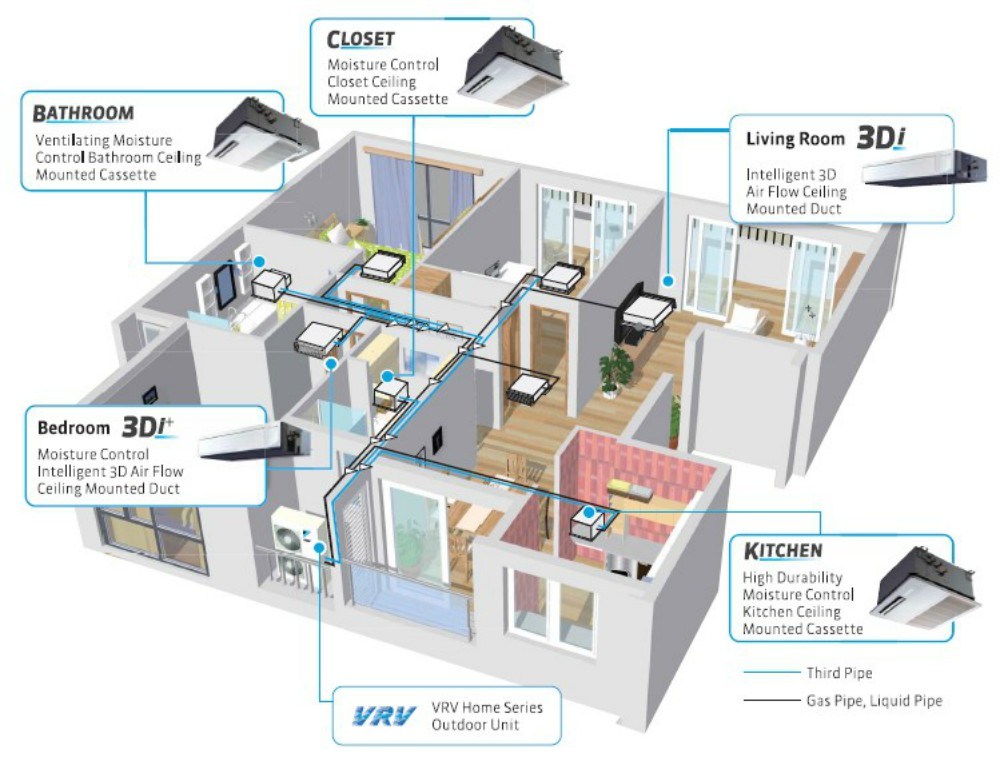 CLOSET
Moisture Control
Closet Ceiling
Mounted Cassette
BATHROOM
Ventilating Moisture
Control Bathroom Ceiling
Mounted Cassette
Living Room 3Di
Intelligent 3D
Air Flow Ceiling
Mounted Duct
Bedroom 3Di+
Moisture Control
Intelligent 3D Air Flow
Ceiling Mounted Duct
KITCHEN
High Durability
Moisture Control
Kitchen Ceiling
Mounted Cassette
Third Pipe
Gas Pipe, Liquid Pipe
VRV VRV Home Series
Outdoor Unit